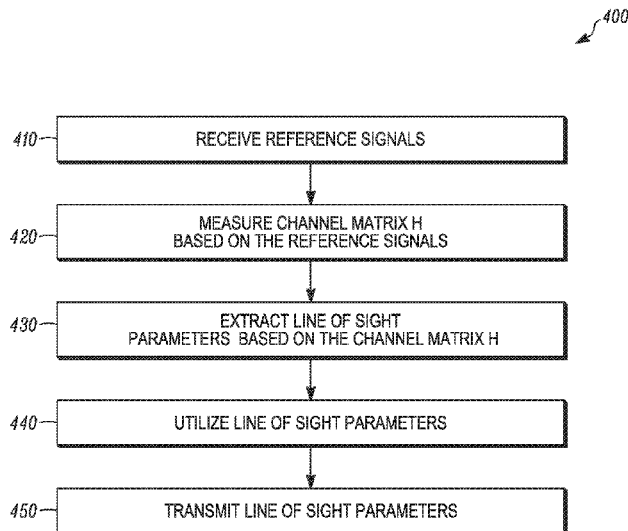 400
410
RECEIVE REFERENCE SIGNALS
420
MEASURE CHANNEL MATRIX H
BASED ON THE REFERENCE SIGNALS
430
EXTRACT LINE OF SIGHT
PARAMETERS BASED ON THE CHANNEL MATRIX H
440
UTILIZE LINE OF SIGHT PARAMETERS
450
TRANSMIT LINE OF SIGHT PARAMETERS